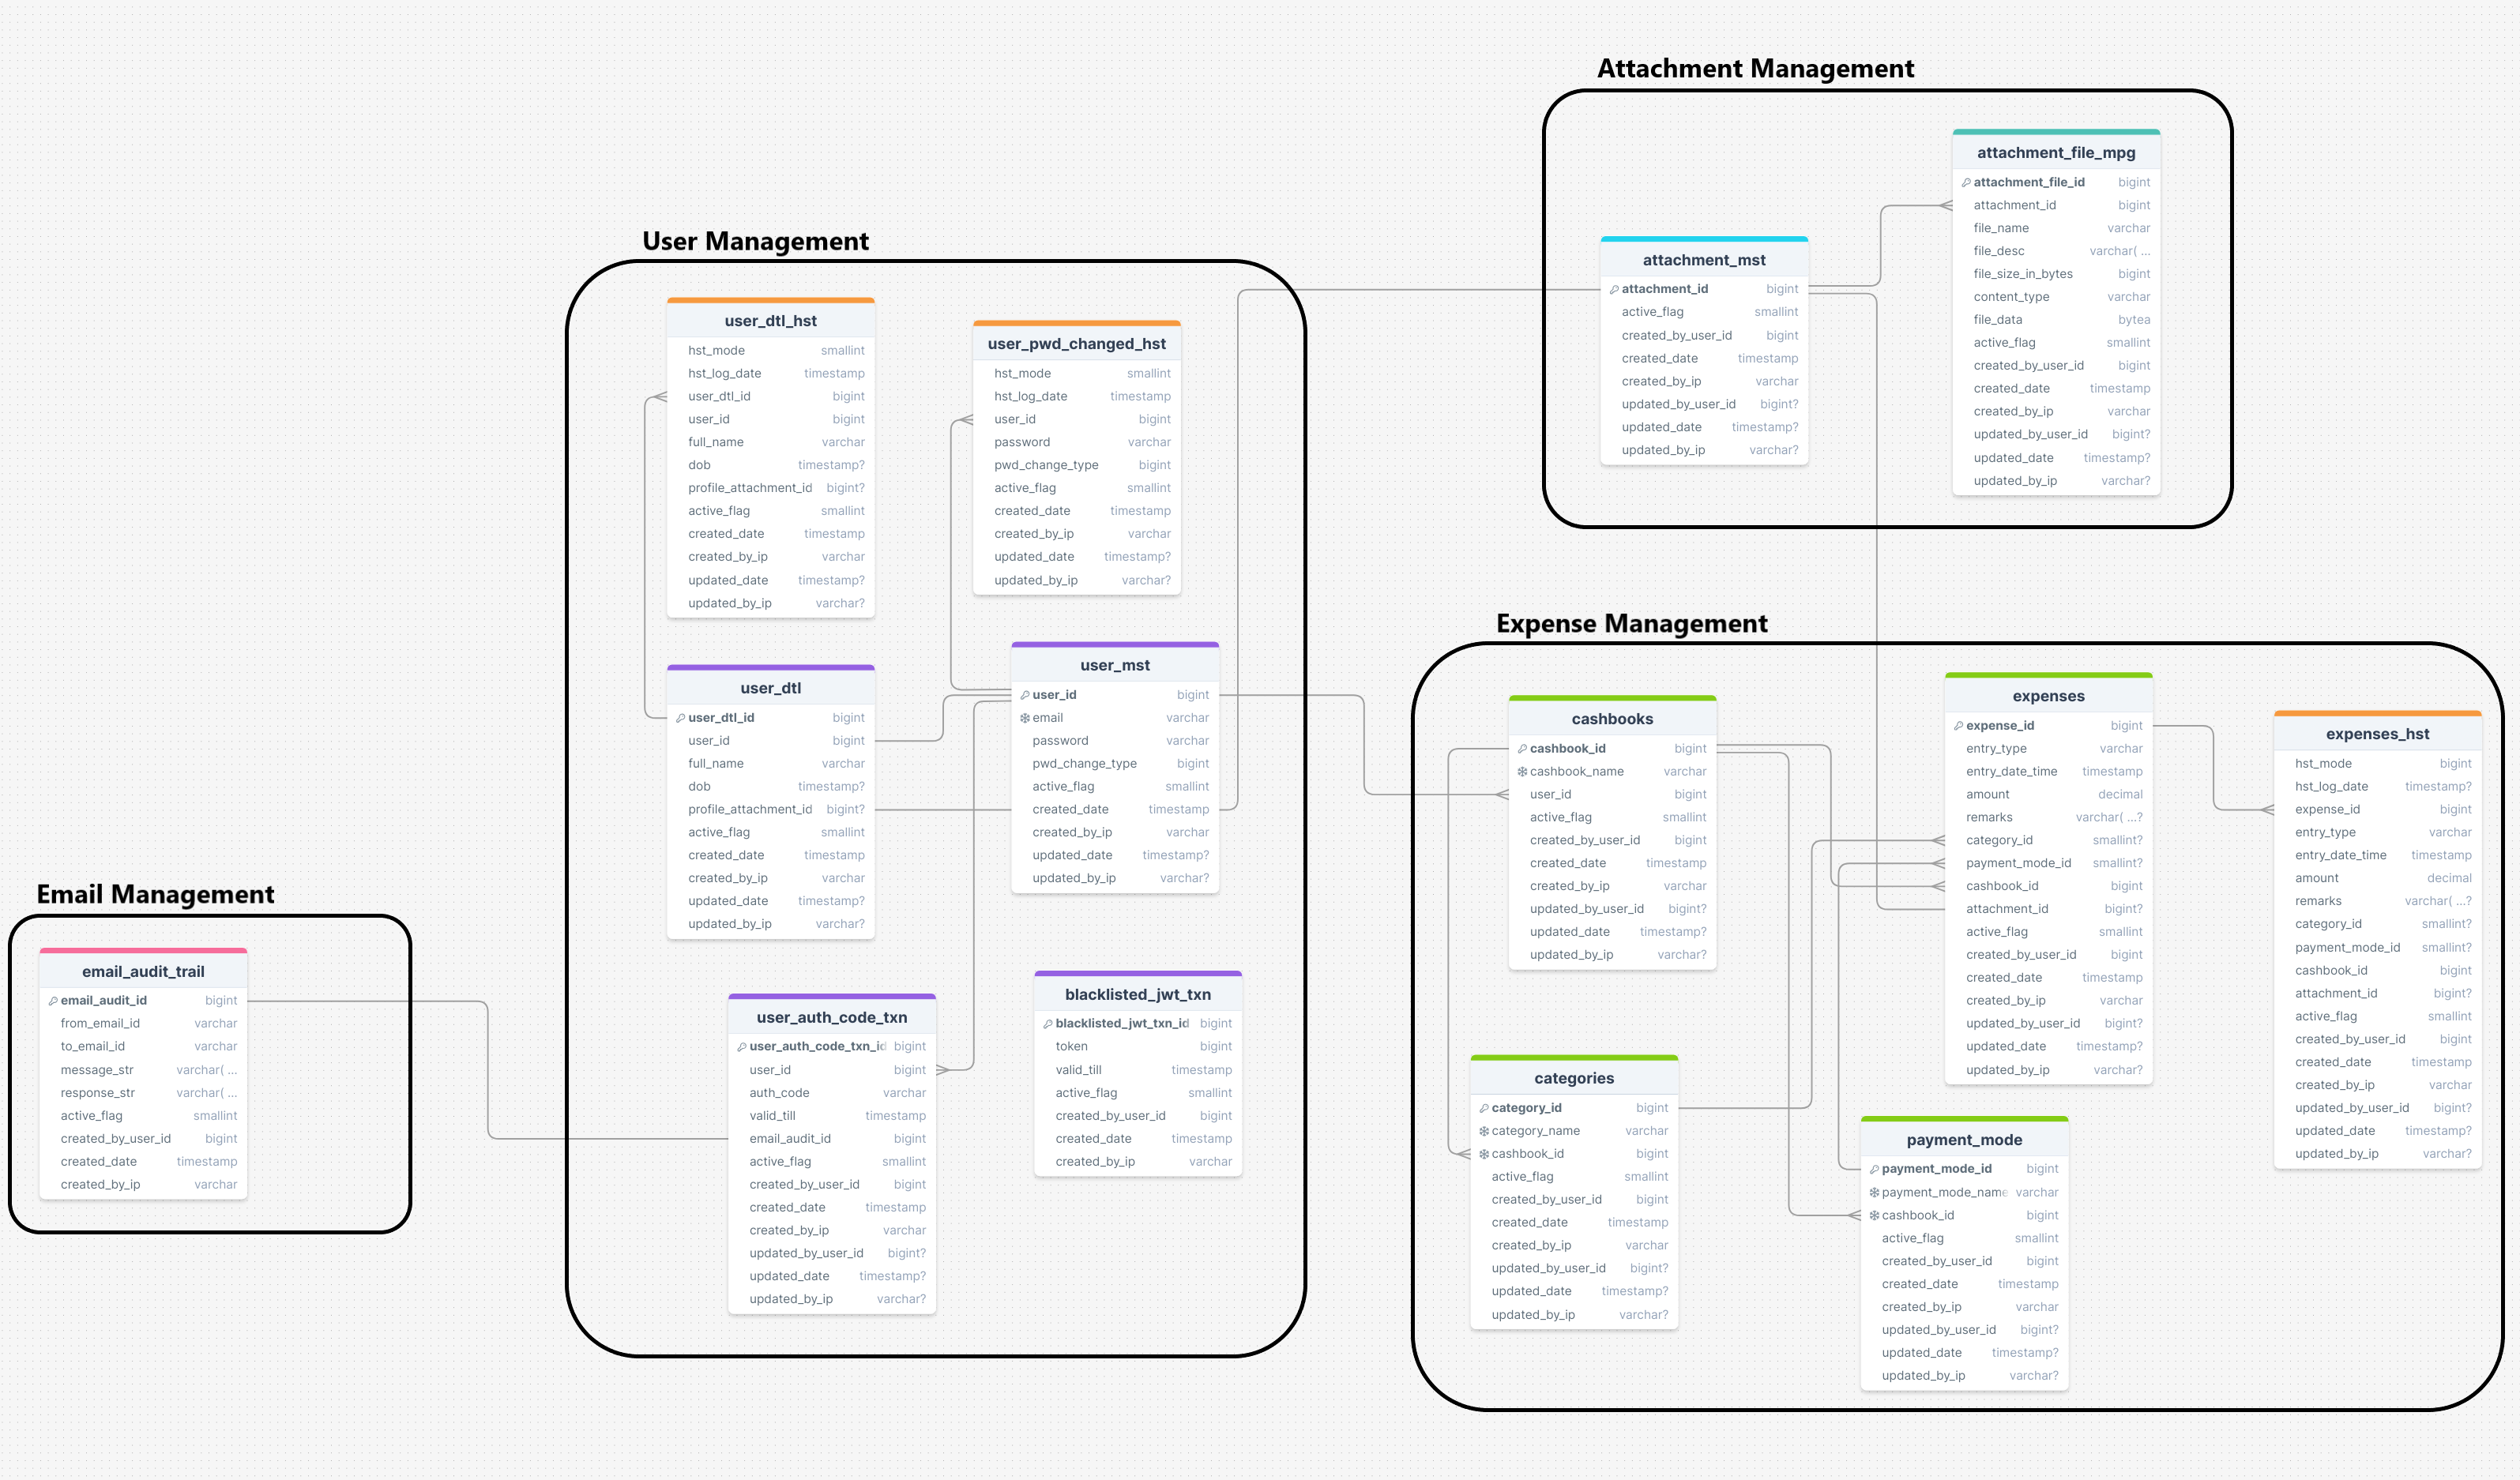 Attachment Management
attachment_file_mpg
attachment_file_id bigint
attachment_id bigint
file_name varchar
file_desc varchar( ...
file_size_in_bytes bigint
content_type varchar
file_data bytea
active_flag smallint
created_by_user_id bigint
created_date timestamp
created_by_ip varchar
updated_by_user_id bigint?
updated_date timestamp?
updated_by_ip varchar?
attachment_mst
attachment_id bigint
active_flag smallint
created_by_user_id bigint
created_date timestamp
created_by_ip varchar
updated_by_user_id bigint?
updated_date timestamp?
updated_by_ip varchar?
User Management
user_dtl_hst
hst_mode smallint
hst_log_date timestamp
user_dtl_id bigint
user_id bigint
full_name varchar
dob timestamp?
profile_attachment_id bigint?
active_flag smallint
created_date timestamp
created_by_ip varchar
updated_date timestamp?
updated_by_ip varchar?
user_pwd_changed_hst
hst_mode smallint
hst_log_date timestamp
user_id bigint
password varchar
pwd_change_type bigint
active_flag smallint
created_date timestamp
created_by_ip varchar
updated_date timestamp?
updated_by_ip varchar?
user_dtl
user_dtl_id bigint
user_id bigint
full_name varchar
dob timestamp?
profile_attachment_id bigint?
active_flag smallint
created_date timestamp
created_by_ip varchar
updated_date timestamp?
updated_by_ip varchar?
user_mst
user_id bigint
email varchar
password varchar
pwd_change_type bigint
active_flag smallint
created_date timestamp
created_by_ip varchar
updated_date timestamp?
updated_by_ip varchar?
user_auth_code_txn
user_auth_code_txn_id bigint
user_id bigint
auth_code varchar
valid_till timestamp
email_audit_id bigint
active_flag smallint
created_by_user_id bigint
created_date timestamp
created_by_ip varchar
updated_by_user_id bigint?
updated_date timestamp?
updated_by_ip varchar?
blacklisted_jwt_txn
blacklisted_jwt_txn_id bigint
token bigint
valid_till timestamp
active_flag smallint
created_by_user_id bigint
created_date timestamp
created_by_ip varchar
Email Management
email_audit_trail
email_audit_id bigint
from_email_id varchar
to_email_id varchar
message_str varchar( ...
response_str varchar( ...
active_flag smallint
created_by_user_id bigint
created_date timestamp
created_by_ip varchar
Expense Management
cashbooks
cashbook_id bigint
cashbook_name varchar
user_id bigint
active_flag smallint
created_by_user_id bigint
created_date timestamp
created_by_ip varchar
updated_by_user_id bigint?
updated_date timestamp?
updated_by_ip varchar?
expenses
expense_id bigint
entry_type varchar
entry_date_time timestamp
amount decimal
remarks varchar( ...?
category_id smallint?
payment_mode_id smallint?
cashbook_id bigint
attachment_id bigint?
active_flag smallint
created_by_user_id bigint
created_date timestamp
created_by_ip varchar
updated_by_user_id bigint?
updated_date timestamp?
updated_by_ip varchar?
expenses_hst
hst_mode bigint
hst_log_date timestamp?
expense_id bigint
entry_type varchar
entry_date_time timestamp
amount decimal
remarks varchar( ...?
category_id smallint?
payment_mode_id smallint?
cashbook_id bigint
attachment_id bigint?
active_flag smallint
created_by_user_id bigint
created_date timestamp
created_by_ip varchar
updated_by_user_id bigint?
updated_date timestamp?
updated_by_ip varchar?
categories
category_id bigint
category_name varchar
cashbook_id bigint
active_flag smallint
created_by_user_id bigint
created_date timestamp
created_by_ip varchar
updated_by_user_id bigint?
updated_date timestamp?
updated_by_ip varchar?
payment_mode
payment_mode_id bigint
payment_mode_name varchar
cashbook_id bigint
active_flag smallint
created_by_user_id bigint
created_date timestamp
created_by_ip varchar
updated_by_user_id bigint?
updated_date timestamp?
updated_by_ip varchar?